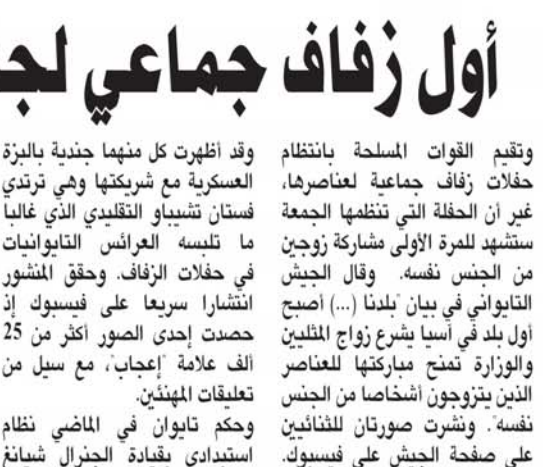 أول زفاف جماعي
وتقيم القوات المسلحة بانتظام
حفلات زفاف جماعية لعناصرها،
غير أن الحفلة التي تنظمها الجمعة
ستشهد للمرة الأولى مشاركة زوجين
من الجنس نفسه. وقال الجيش
التايواني في بيان "بلدنا (...) أصبح
أول بلد في آسيا يشرع زواج المثليين
والوزارة تمنح مباركتها للعناصر
الذين يتزوجون أشخاصا من الجنس
نفسه". ونشرت صورتان للثنائيين
على صفحة الجيش على فيسبوك.
وقد أظهرت كل منهما جندية بالبزة
العسكرية مع شريكتها وهي ترتدي
فستان تشيباو التقليدي الذي غالبا
ما تلبسه العرائس التايوانيات
في حفلات الزفاف. وحقق المنشور
انتشارا سريعا على فيسبوك إذ
حصدت إحدى الصور أكثر من 25
ألف علامة "إعجاب"، مع سيل من
تعليقات المهنئين.
وحكم تايوان في الماضي نظام
استبدادي بقيادة الجنرال شيانغ